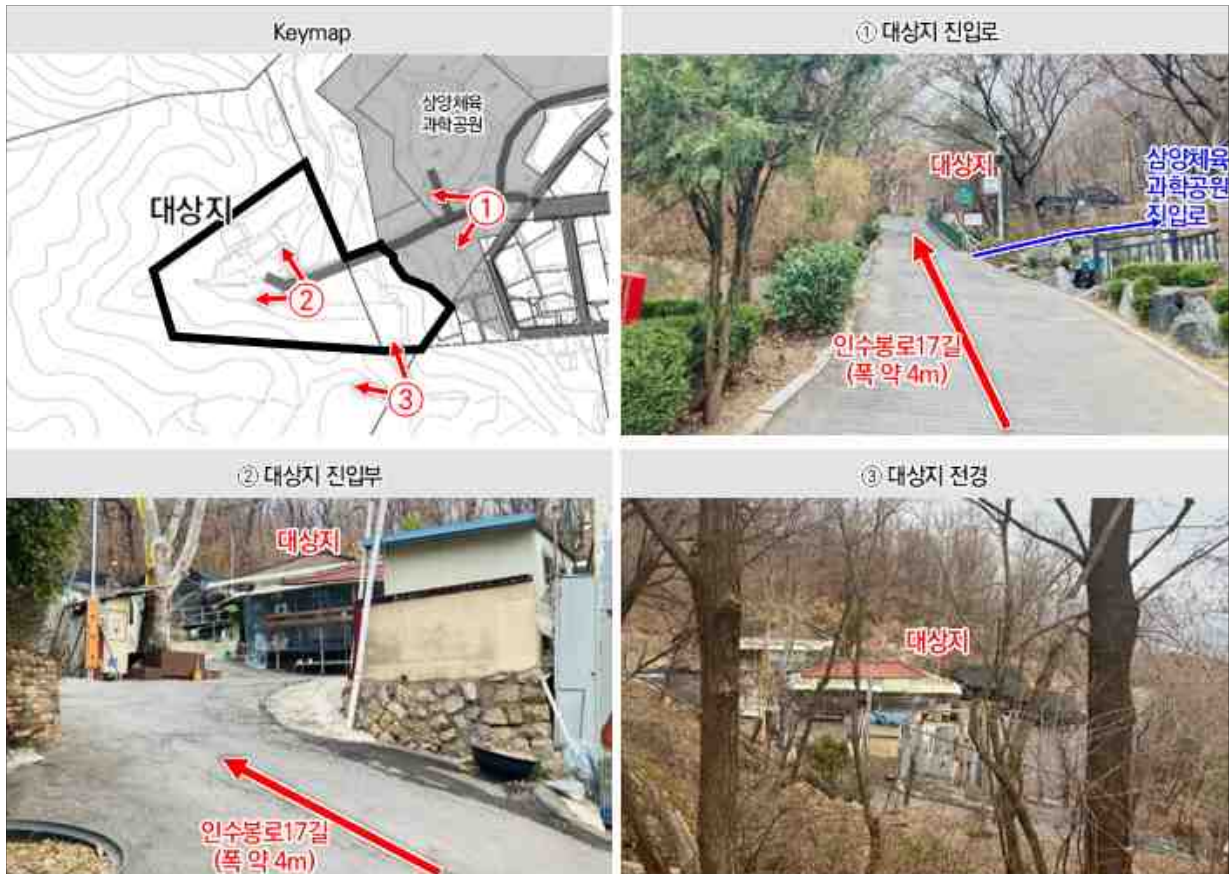 Keymap
삼양체육
과학공원
대상지
①
②
③
① 대상지 진입로
대상지
삼양체육
과학공원
진입로
인수봉로17길
(폭 약 4m)
② 대상지 진입부
대상지
인수봉로17길
(폭 약 4m)
③ 대상지 전경
대상지